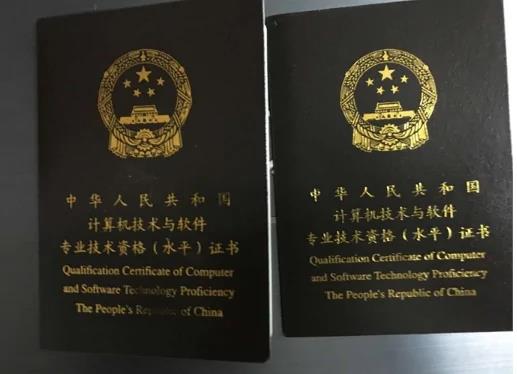 中华人民共和国
计算机技术与软件
专业技术资格(水平)证书
Qualification Certificate of Computer
and Software Technology Proficiency
The People's Republic of China
中华人民共和国
计算机技术与软件
专业技术资格(水平)证书
Qualification Certificate of Computer
and Software Technology Proficiency
The People's Republic of China